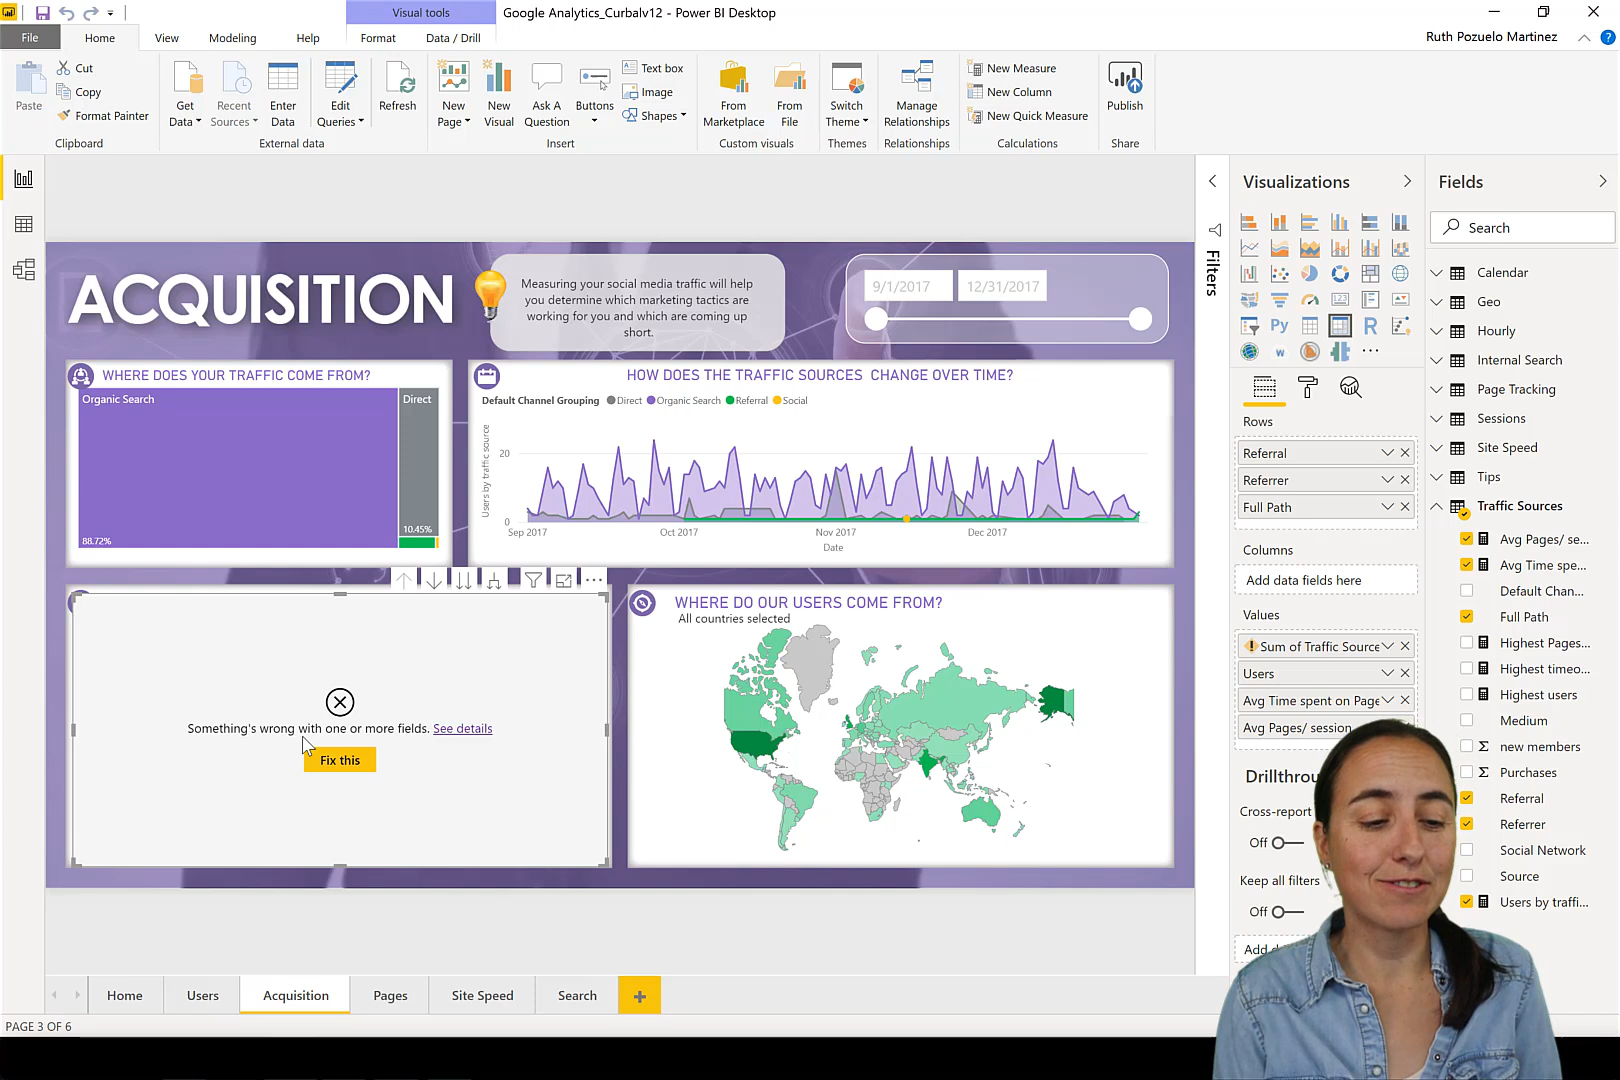 Visual tools
Google Analytics_Curbalv12 - Power BI Desktop
File
Home
View
Modeling
Help
Format
Data / Drill
Ruth Pozuelo Martinez
Paste
Cut
Copy
Format Painter
Clipboard
Get
Data
Recent
Sources
Enter
Data
Edit
Queries
Refresh
External data
New
Page
New
Visual
Ask A
Question
Buttons
Text box
Image
Shapes
Insert
From
Marketplace
From
File
Custom visuals
Switch
Theme
Themes
Manage
Relationships
Relationships
New Measure
New Column
New Quick Measure
Calculations
Publish
Share
ACQUISITION
Measuring your social media traffic will help
you determine which marketing tactics are
working for you and which are coming up
short.
9/1/2017
12/31/2017
WHERE DOES YOUR TRAFFIC COME FROM?
Organic Search
Direct
10.45%
88.72%
HOW DOES THE TRAFFIC SOURCES CHANGE OVER TIME?
Default Channel Grouping
Direct
Organic Search
Referral
Social
Users by traffic source
20
0
Sep 2017
Oct 2017
Nov 2017
Dec 2017
Date
Something's wrong with one or more fields. See details
Fix this
WHERE DO OUR USERS COME FROM?
All countries selected
Filters
Visualizations
Py
R
W
Rows
Referral
Referrer
Full Path
Columns
Add data fields here
Values
Sum of Traffic Source
Users
Avg Time spent on Page
Avg Pages/ session
Drillthrou
Cross-report
Off
Keep all filters
Off
Add d
Fields
Search
Calendar
Geo
Hourly
Internal Search
Page Tracking
Sessions
Site Speed
Tips
Traffic Sources
Avg Pages/ se...
Avg Time spe...
Default Chan...
Full Path
Highest Pages...
Highest timeo...
Highest users
Medium
new members
Purchases
Referral
Referrer
Social Network
Source
Users by traffi...
Home
Users
Acquisition
Pages
Site Speed
Search
PAGE 3 OF 6